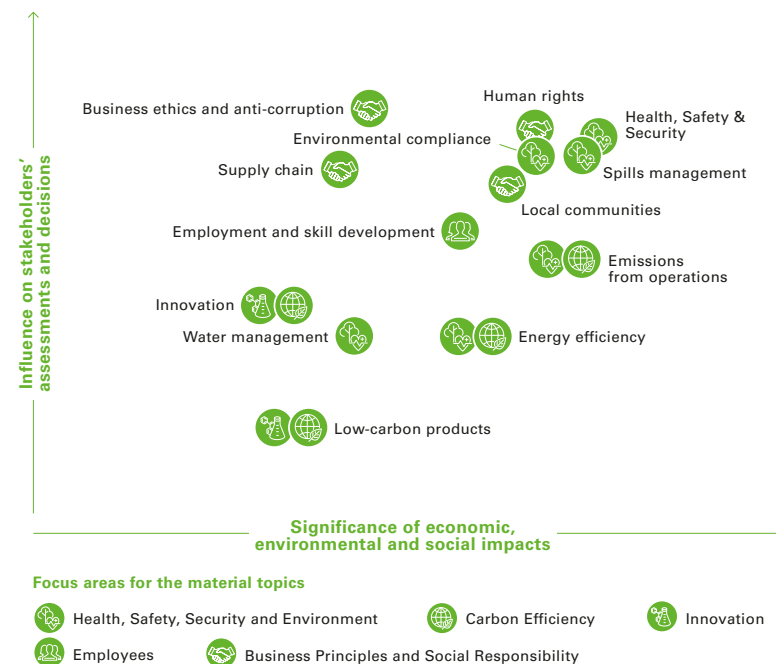 Human rights
Business ethics and anti-corruption
Health, Safety &
Security
Environmental compliance
Supply chain
Spills management
Local communities
Employment and skill development
Emissions
from operations
Innovation
Water management
Energy efficiency
Low-carbon products
Influence on stakeholders’
assessments and decisions
Significance of economic,
environmental and social impacts
Focus areas for the material topics
Health, Safety, Security and Environment
Carbon Efficiency
Innovation
Employees
Business Principles and Social Responsibility